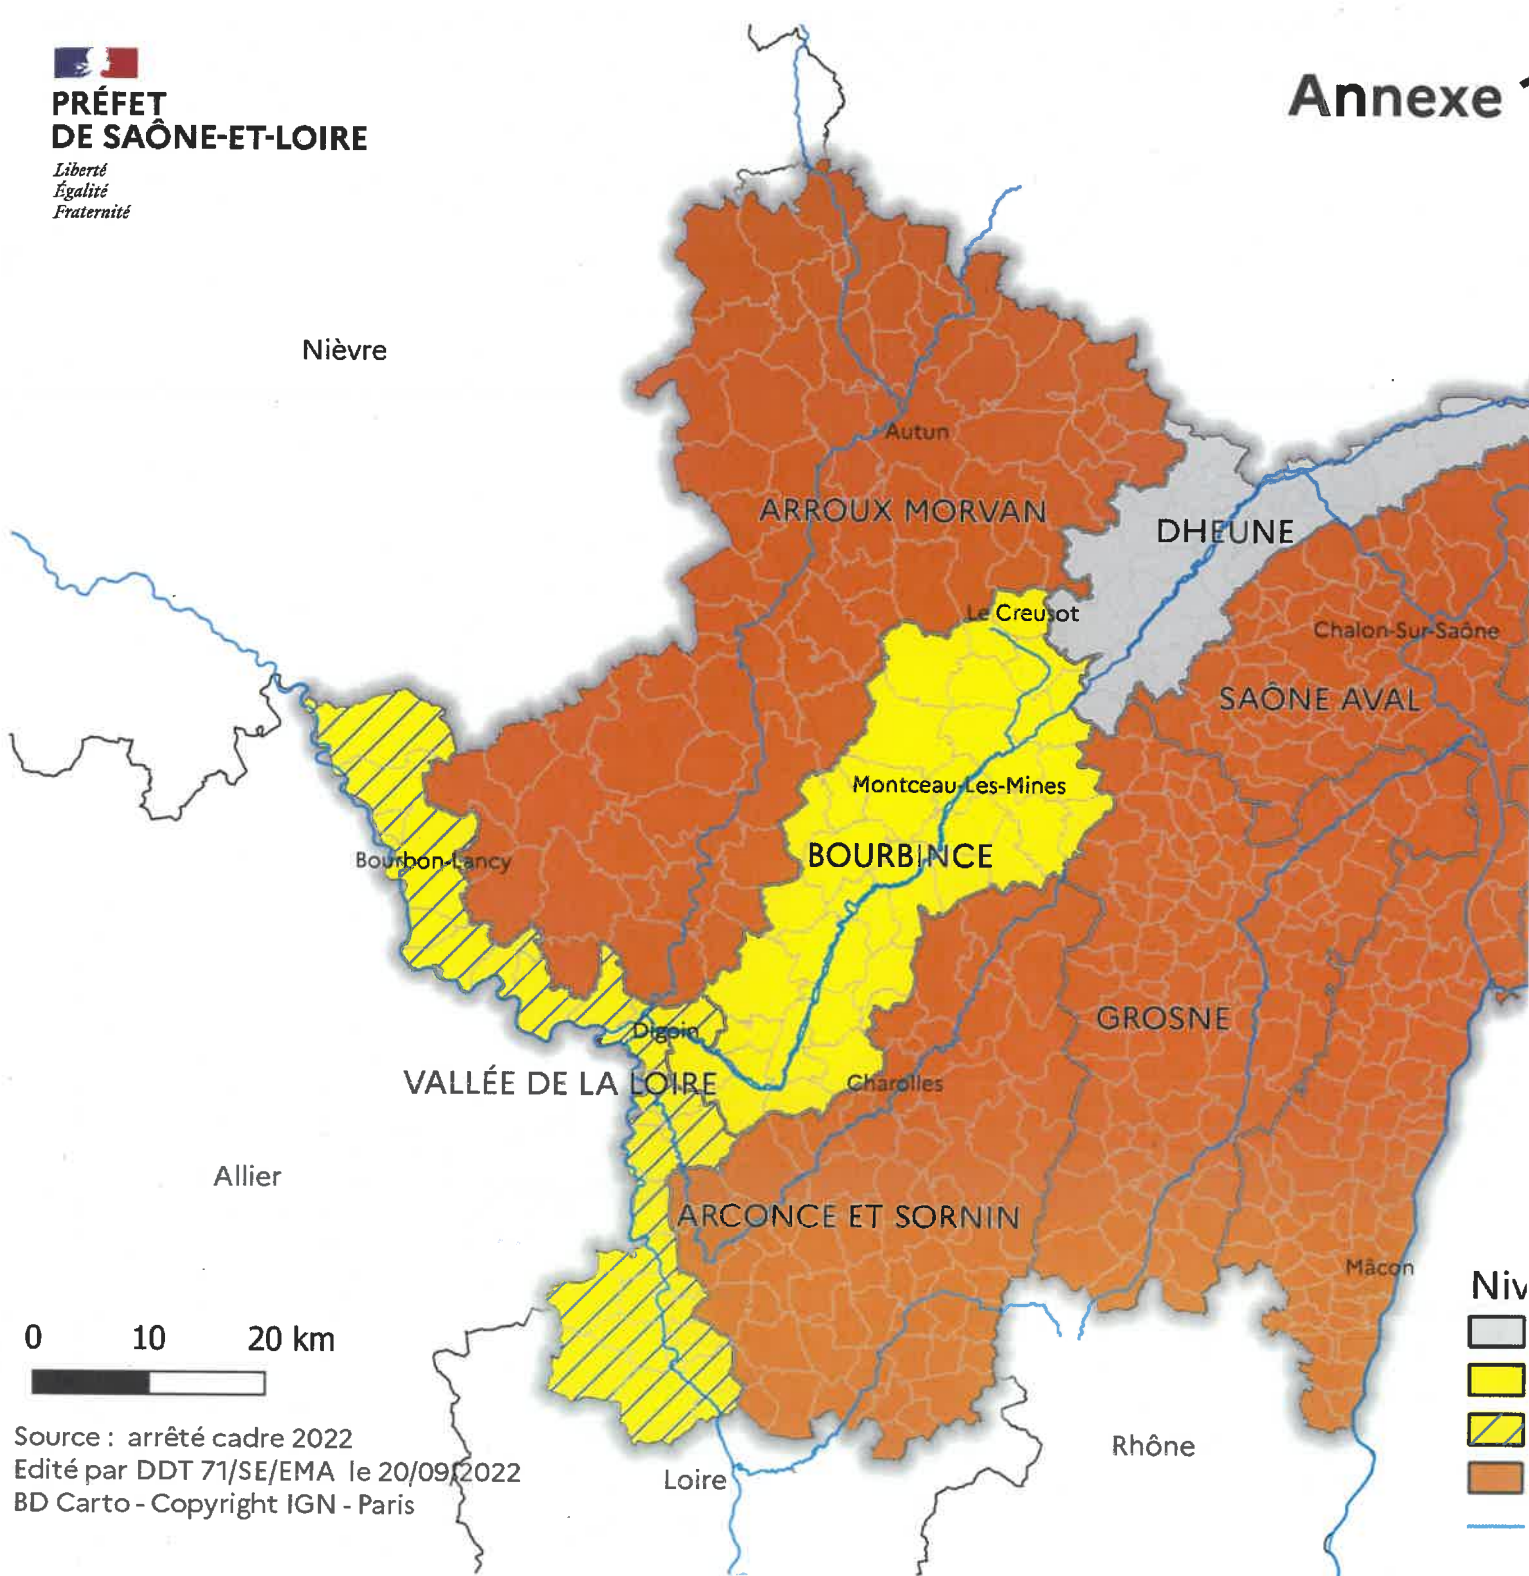 PRÉFET
DE SAÔNE-ET-LOIRE
Liberté
Égalité
Fraternité
Annexe
Nièvre
Autun
ARROUX MORVAN
DHEUNE
Le Creusot
Chalon-Sur-Saône
SAÔNE AVAL
Montceau-Les-Mines
BOURBINCE
Bourbon-Lancy
GROSNE
Digoin
VALLÉE DE LA LOIRE
Charolles
Allier
ARCONCE ET SORNIN
Mâcon
Niv
0 10 20 km
Source : arrêté cadre 2022
Edité par DDT 71/SE/EMA le 20/09/2022
BD Carto - Copyright IGN - Paris
Loire
Rhône